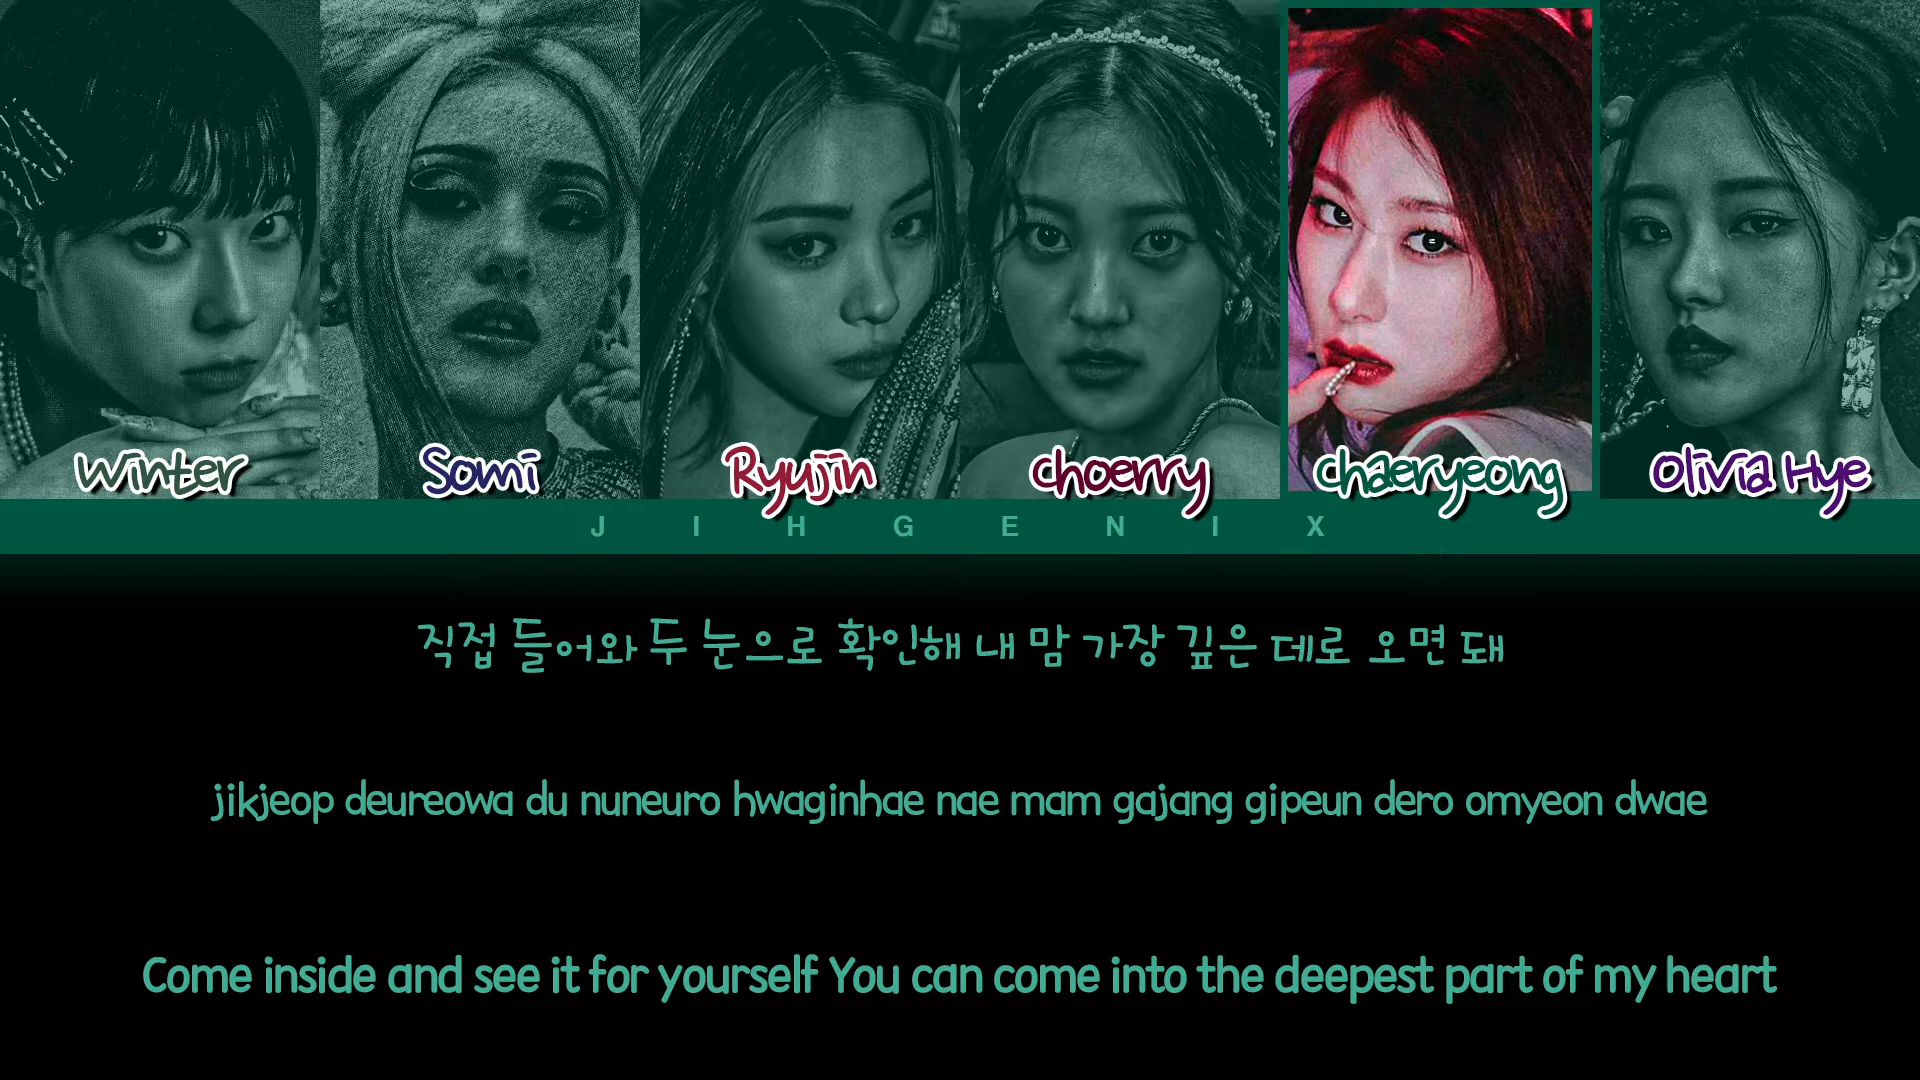 Winter Somi Ryujin choerry chaeryeong Olivia Hye
JIHGENIX
직접 들어와 두 눈으로 확인해 내 맘 가장 깊은 데로 오면 돼
jikjeop deureowa du nuneuro hwaginhae nae mam gajang gipeun dero omyeon dwae
Come inside and see it for yourself You can come into the deepest part of my heart